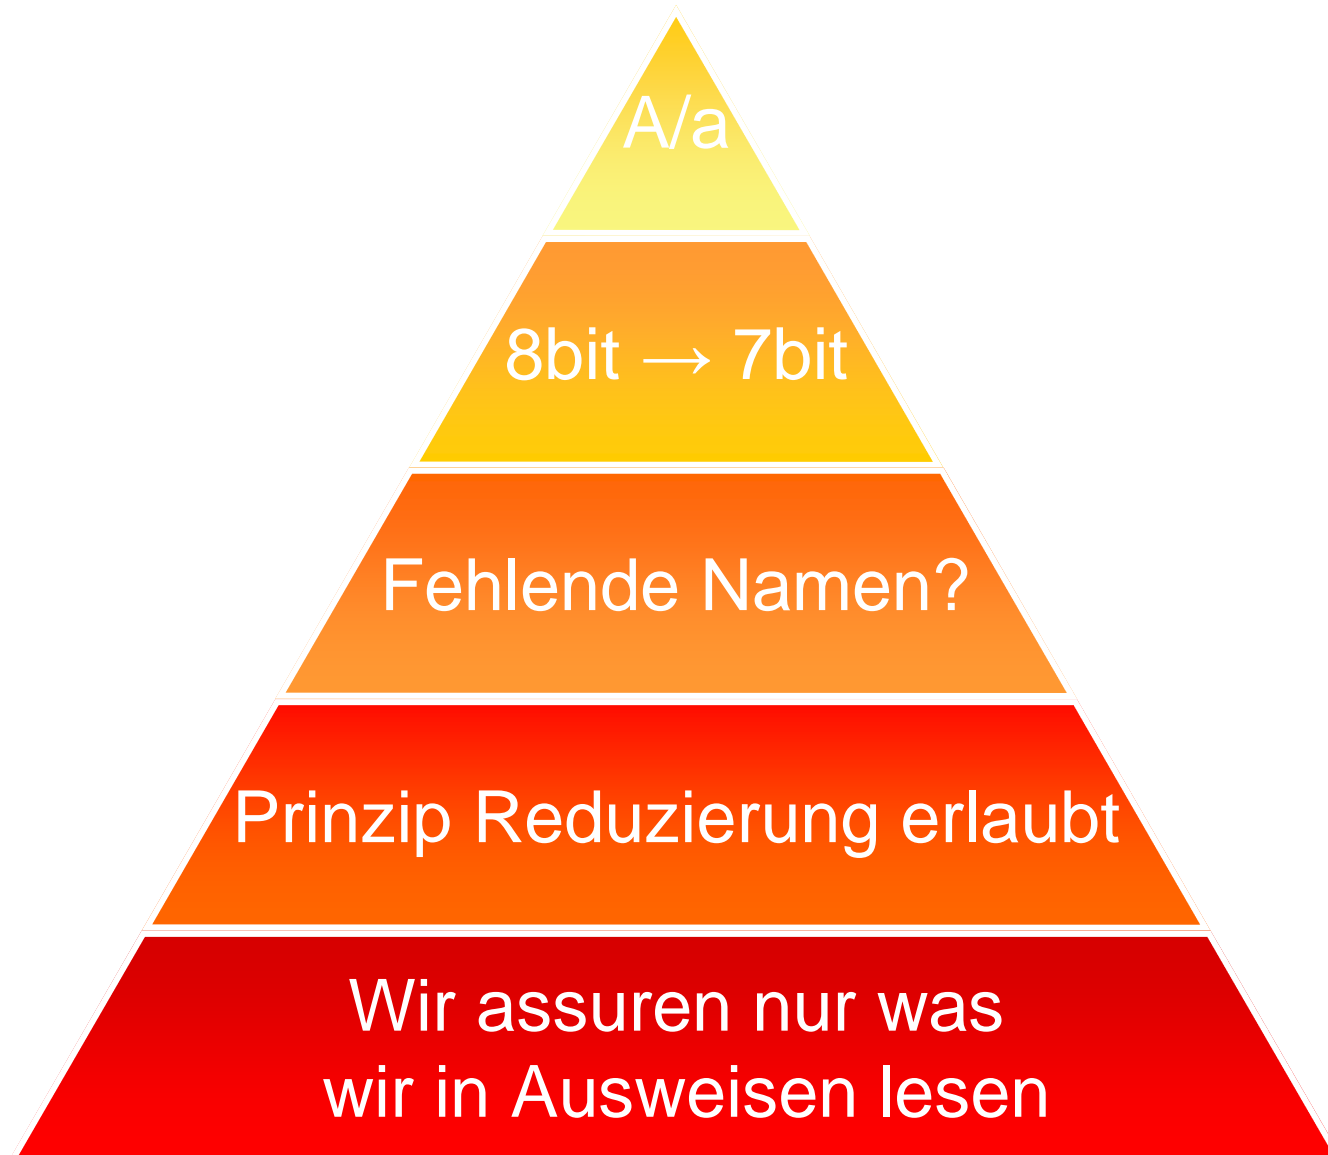 A/a
8bit → 7bit
Fehlende Namen?
Prinzip Reduzierung erlaubt
Wir assuren nur was
wir in Ausweisen lesen